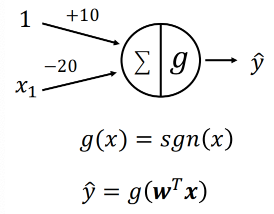 1 +10
∑ g ŷ
x₁ −20
g(x) = sgn(x)
ŷ = g(wᵀx)